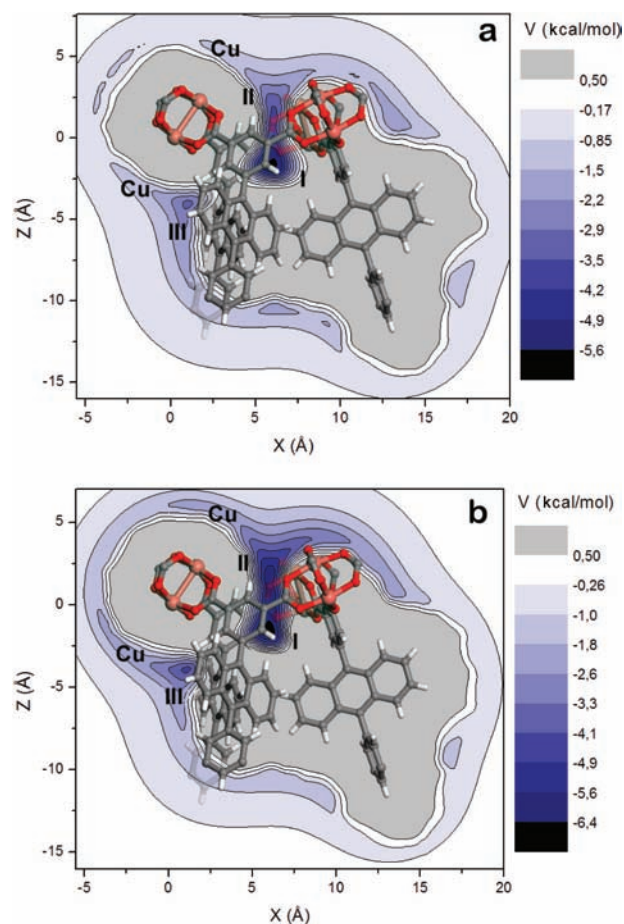 a
V (kcal/mol)
5
0
-5
-10
-15
Z (Å)
Cu
II
I
Cu
III
0,50
-0,17
-0,85
-1,5
-2,2
-2,9
-3,5
-4,2
-4,9
-5,6
-5
0
5
10
15
20
X (Å)
b
V (kcal/mol)
5
0
-5
-10
-15
Z (Å)
Cu
II
I
Cu
III
0,50
-0,26
-1,0
-1,8
-2,6
-3,3
-4,1
-4,9
-5,6
-6,4
-5
0
5
10
15
20
X (Å)